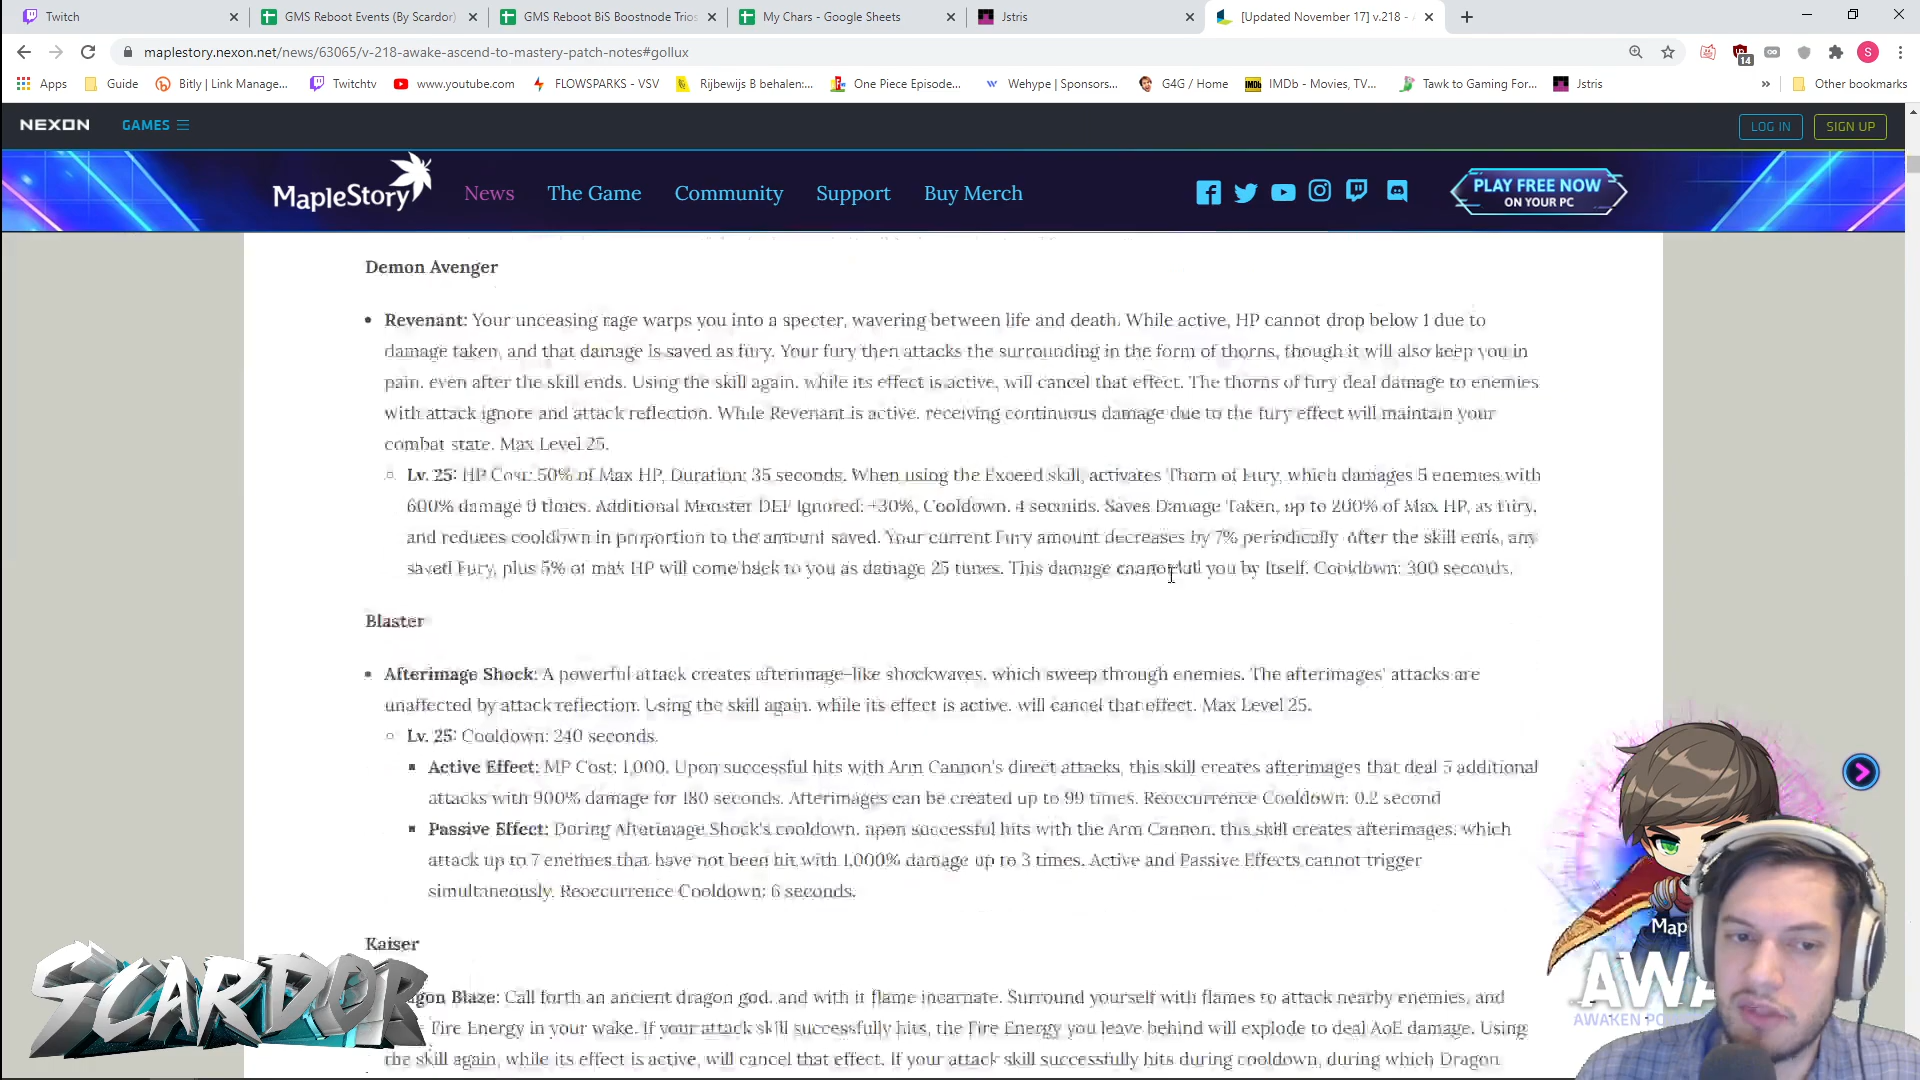 Twitch
GMS Reboot Events (By Scardor)
GMS Reboot BiS Boostnode Trios
My Chars - Google Sheets
Jstris
[Updated November 17] v.218 -
maplestory.nexon.net/news/63065/v-218-awake-ascend-to-mastery-patch-notes#gollux
14
S
Apps
Guide
Bitly | Link Manage...
Twitchtv
www.youtube.com
FLOWSPARKS - VSV
Rijbewijs B behalen:...
One Piece Episode...
Wehype | Sponsors...
G4G / Home
IMDb - Movies, TV...
Tawk to Gaming For...
Jstris
»
Other bookmarks
NEXON
GAMES
LOG IN
SIGN UP
MapleStory
News
The Game
Community
Support
Buy Merch
PLAY FREE NOW
ON YOUR PC
Demon Avenger
Revenant: Your unceasing rage warps you into a specter, wavering between life and death. While active, HP cannot drop below 1 due to
damage taken, and that damage is saved as fury. Your fury then attacks the surrounding in the form of thorns, though it will also keep you in
pain, even after the skill ends. Using the skill again, while its effect is active, will cancel that effect. The thorns of fury deal damage to enemies
with attack ignore and attack reflection. While Revenant is active, receiving continuous damage due to the fury effect will maintain your
combat state. Max Level 25.
Lv. 25: HP Cost: 50% of Max HP, Duration: 35 seconds. When using the Exceed skill, activates Thorn of Fury, which damages 5 enemies with
600% damage 9 times. Additional Monster DEF Ignored: +30%, Cooldown: 4 seconds. Saves Damage Taken, up to 200% of Max HP, as Fury,
and reduces cooldown in proportion to the amount saved. Your current Fury amount decreases by 7% periodically. After the skill ends, any
saved Fury, plus 5% of max HP will come back to you as damage 25 times. This damage cannot kill you by itself. Cooldown: 300 seconds.
Blaster
Afterimage Shock: A powerful attack creates afterimage-like shockwaves, which sweep through enemies. The afterimages' attacks are
unaffected by attack reflection. Using the skill again, while its effect is active, will cancel that effect. Max Level 25.
Lv. 25: Cooldown: 240 seconds.
Active Effect: MP Cost: 1,000. Upon successful hits with Arm Cannon's direct attacks, this skill creates afterimages that deal 5 additional
attacks with 900% damage for 180 seconds. Afterimages can be created up to 99 times. Reoccurrence Cooldown: 0.2 second
Passive Effect: During Afterimage Shock's cooldown, upon successful hits with the Arm Cannon, this skill creates afterimages, which
attack up to 7 enemies that have not been hit with 1,000% damage up to 3 times. Active and Passive Effects cannot trigger
simultaneously. Reoccurrence Cooldown: 6 seconds.
Kaiser
gon Blaze: Call forth an ancient dragon god, and with it flame incarnate. Surround yourself with flames to attack nearby enemies, and
Fire Energy in your wake. If your attack skill successfully hits, the Fire Energy you leave behind will explode to deal AoE damage. Using
the skill again, while its effect is active, will cancel that effect. If your attack skill successfully hits during cooldown, during which Dragon
SCARDOR
Map
AWA
AWAKEN PO